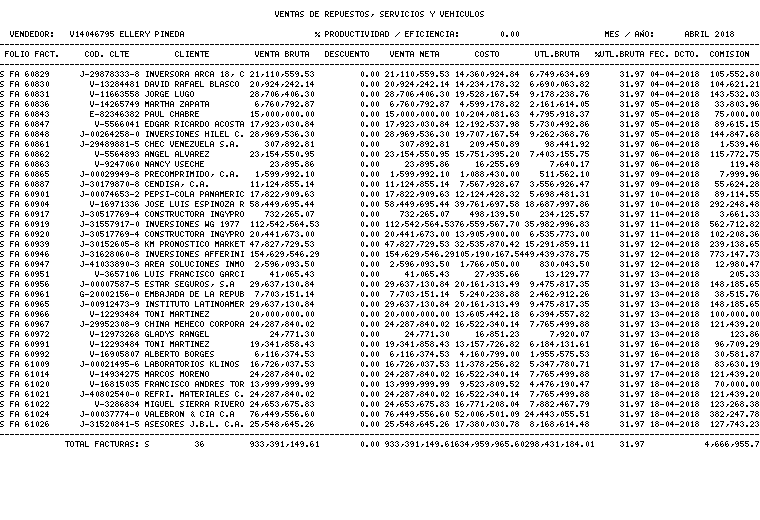 VENTAS DE REPUESTOS, SERVICIOS Y VEHICULOS
VENDEDOR: V14046795 ELLERY PINEDA % PRODUCTIVIDAD / EFICIENCIA: 0.00 MES / AÑO: ABRIL 2018
FOLIO FACT. COD. CLTE CLIENTE VENTA BRUTA DESCUENTO VENTA NETA COSTO UTL.BRUTA %UTL.BRUTA FEC. DCTO. COMISION
S FA 60829 J-29878333-8 INVERSORA ARCA 18, C 21,110,559.53 0.00 21,110,559.53 14,360,924.84 6,749,634.69 31.97 04-04-2018 105,552.80
S FA 60830 V-13284481 DAVID RAFAEL BLASCO 20,924,242.14 0.00 20,924,242.14 14,234,178.32 6,690,063.82 31.97 04-04-2018 104,621.21
S FA 60831 V-11663558 JORGE LUGO 28,706,406.30 0.00 28,706,406.30 19,528,167.54 9,178,238.76 31.97 04-04-2018 143,532.03
S FA 60836 V-14265749 MARTHA ZAPATA 6,760,792.87 0.00 6,760,792.87 4,599,178.82 2,161,614.05 31.97 04-04-2018 33,803.96
S FA 60843 E-82346382 PAUL CHABRE 15,000,000.00 0.00 15,000,000.00 10,204,081.63 4,795,918.37 31.97 05-04-2018 75,000.00
S FA 60847 V-5566041 EDGAR RICARDO ACOSTA 17,923,030.84 0.00 17,923,030.84 12,192,537.98 5,730,492.86 31.97 05-04-2018 89,615.15
S FA 60848 J-00264258-0 INVERSIONES HILEL C. 28,969,536.30 0.00 28,969,536.30 19,707,167.54 9,262,368.76 31.97 05-04-2018 144,847.68
S FA 60861 J-29489881-5 CHEC VENEZUELA S.A. 307,892.81 0.00 307,892.81 209,450.89 98,441.92 31.97 06-04-2018 1,539.46
S FA 60862 V-5564893 ANGEL ALVAREZ 23,154,550.95 0.00 23,154,550.95 15,751,395.20 7,403,155.75 31.97 06-04-2018 115,772.75
S FA 60863 V-9247060 NANCY USECHE 23,895.86 0.00 23,895.86 16,255.69 7,640.17 31.97 06-04-2018 119.48
S FA 60865 J-00029949-8 PRECOMPRIMIDO, C.A. 1,599,992.10 0.00 1,599,992.10 1,088,430.00 511,562.10 31.97 09-04-2018 7,999.96
S FA 60887 J-30179870-8 CENDISA, C.A. 11,124,855.14 0.00 11,124,855.14 7,567,928.67 3,556,926.47 31.97 09-04-2018 55,624.28
S FA 60901 J-00074653-2 PEPSI-COLA PANAMERIC 17,822,909.63 0.00 17,822,909.63 12,124,428.32 5,698,481.31 31.97 09-04-2018 89,114.55
S FA 60904 V-16971336 JOSE LUIS ESPINOZA R 58,449,695.44 0.00 58,449,695.44 39,761,697.58 18,687,997.86 31.97 10-04-2018 292,248.48
S FA 60917 J-30517769-4 CONSTRUCTORA INGYPRO 732,265.07 0.00 732,265.07 498,139.50 234,125.57 31.97 11-04-2018 3,661.33
S FA 60919 J-31557917-0 INVERSIONES WG 1977 112,542,564.53 0.00 112,542,564.5376,559,567.70 35,982,996.83 31.97 11-04-2018 562,712.82
S FA 60920 J-30517769-4 CONSTRUCTORA INGYPRO 20,441,673.00 0.00 20,441,673.00 13,905,900.00 6,535,773.00 31.97 10-04-2018 102,208.36
S FA 60939 J-30152605-8 KM PRONOSTICO MARKET 47,827,729.53 0.00 47,827,729.53 32,535,870.42 15,291,859.11 31.97 12-04-2018 239,138.65
S FA 60946 J-31628060-8 INVERSIONES AFFERINI 154,629,546.29 0.00 154,629,546.29105,190,167.5449,439,378.75 31.97 12-04-2018 773,147.73
S FA 60947 J-41033890-3 AREA SOLUCIONES INMO 2,596,093.50 0.00 2,596,093.50 1,766,050.00 830,043.50 31.97 12-04-2018 12,980.47
S FA 60951 V-3657106 LUIS FRANCISCO GARCI 41,065.43 0.00 41,065.43 27,935.66 13,129.77 31.97 13-04-2018 205.33
S FA 60956 J-00007587-5 ESTAR SEGUROS, S.A 29,637,130.84 0.00 29,637,130.84 20,161,313.49 9,475,817.35 31.97 13-04-2018 148,185.65
S FA 60961 G-20002156-0 EMBAJADA DE LA REPUB 7,703,151.14 0.00 7,703,151.14 5,240,238.88 2,462,912.26 31.97 13-04-2018 38,515.76
S FA 60965 J-00912473-9 INSTITUTO LATINOAMER 29,637,130.84 0.00 29,637,130.84 20,161,313.49 9,475,817.35 31.97 13-04-2018 148,185.65
S FA 60966 V-12293484 TONI MARTINEZ 20,000,000.00 0.00 20,000,000.00 13,605,442.18 6,394,557.82 31.97 13-04-2018 100,000.00
S FA 60967 J-29952308-9 CHINA MEHECO CORPORA 24,287,840.02 0.00 24,287,840.02 16,522,340.14 7,765,499.88 31.97 13-04-2018 121,439.20
S FA 60972 V-12973268 GLADYS RANGEL 24,771.30 0.00 24,771.30 16,851.23 7,920.07 31.97 13-04-2018 123.86
S FA 60991 V-12293484 TONI MARTINEZ 19,341,858.43 0.00 19,341,858.43 13,157,726.82 6,184,131.61 31.97 16-04-2018 96,709.29
S FA 60992 V-16905807 ALBERTO BORGES 6,116,374.53 0.00 6,116,374.53 4,160,799.00 1,955,575.53 31.97 16-04-2018 30,581.87
S FA 61009 J-00021495-6 LABORATORIOS KLINOS 16,726,037.53 0.00 16,726,037.53 11,378,256.82 5,347,780.71 31.97 17-04-2018 83,630.19
S FA 61014 V-14934275 MARCOS MORENO 24,287,840.02 0.00 24,287,840.02 16,522,340.14 7,765,499.88 31.97 17-04-2018 121,439.20
S FA 61020 V-16815035 FRANCISCO ANDRES TOR 13,999,999.99 0.00 13,999,999.99 9,523,809.52 4,476,190.47 31.97 18-04-2018 70,000.00
S FA 61021 J-40802540-0 REFRI. MATERIALES C. 24,287,840.02 0.00 24,287,840.02 16,522,340.14 7,765,499.88 31.97 18-04-2018 121,439.20
S FA 61022 V-3286834 MIGUEL SIERRA RIVERO 24,653,675.83 0.00 24,653,675.83 16,771,208.04 7,882,467.79 31.97 18-04-2018 123,268.38
S FA 61024 J-00037774-0 VALEBRON & CIA C.A 76,449,556.60 0.00 76,449,556.60 52,006,501.09 24,443,055.51 31.97 18-04-2018 382,247.78
S FA 61026 J-31520841-5 ASESORES J.B.L. C.A. 25,548,645.26 0.00 25,548,645.26 17,380,030.78 8,168,614.48 31.97 18-04-2018 127,743.23
TOTAL FACTURAS: S 36 933,391,149.61 0.00 933,391,149.61634,959,965.60298,431,184.01 31.97 4,666,955.7